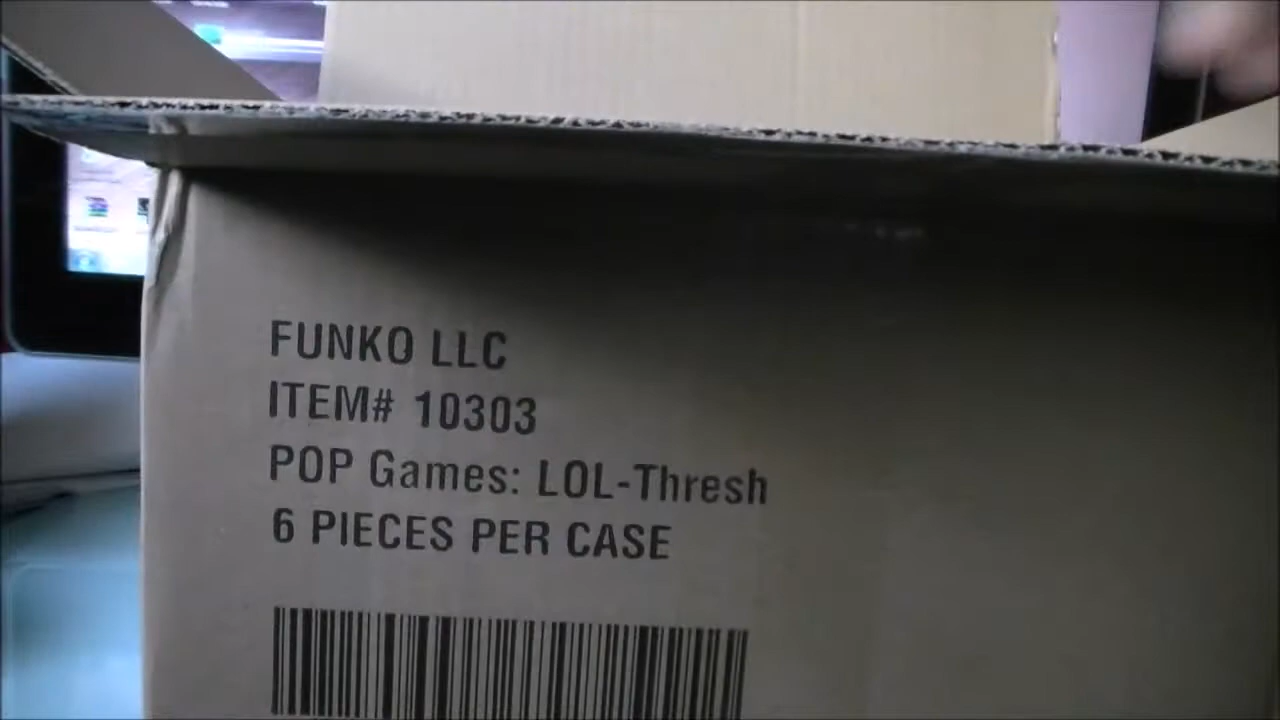 FUNKO LLC
ITEM# 10303
POP Games: LOL-Thresh
6 PIECES PER CASE